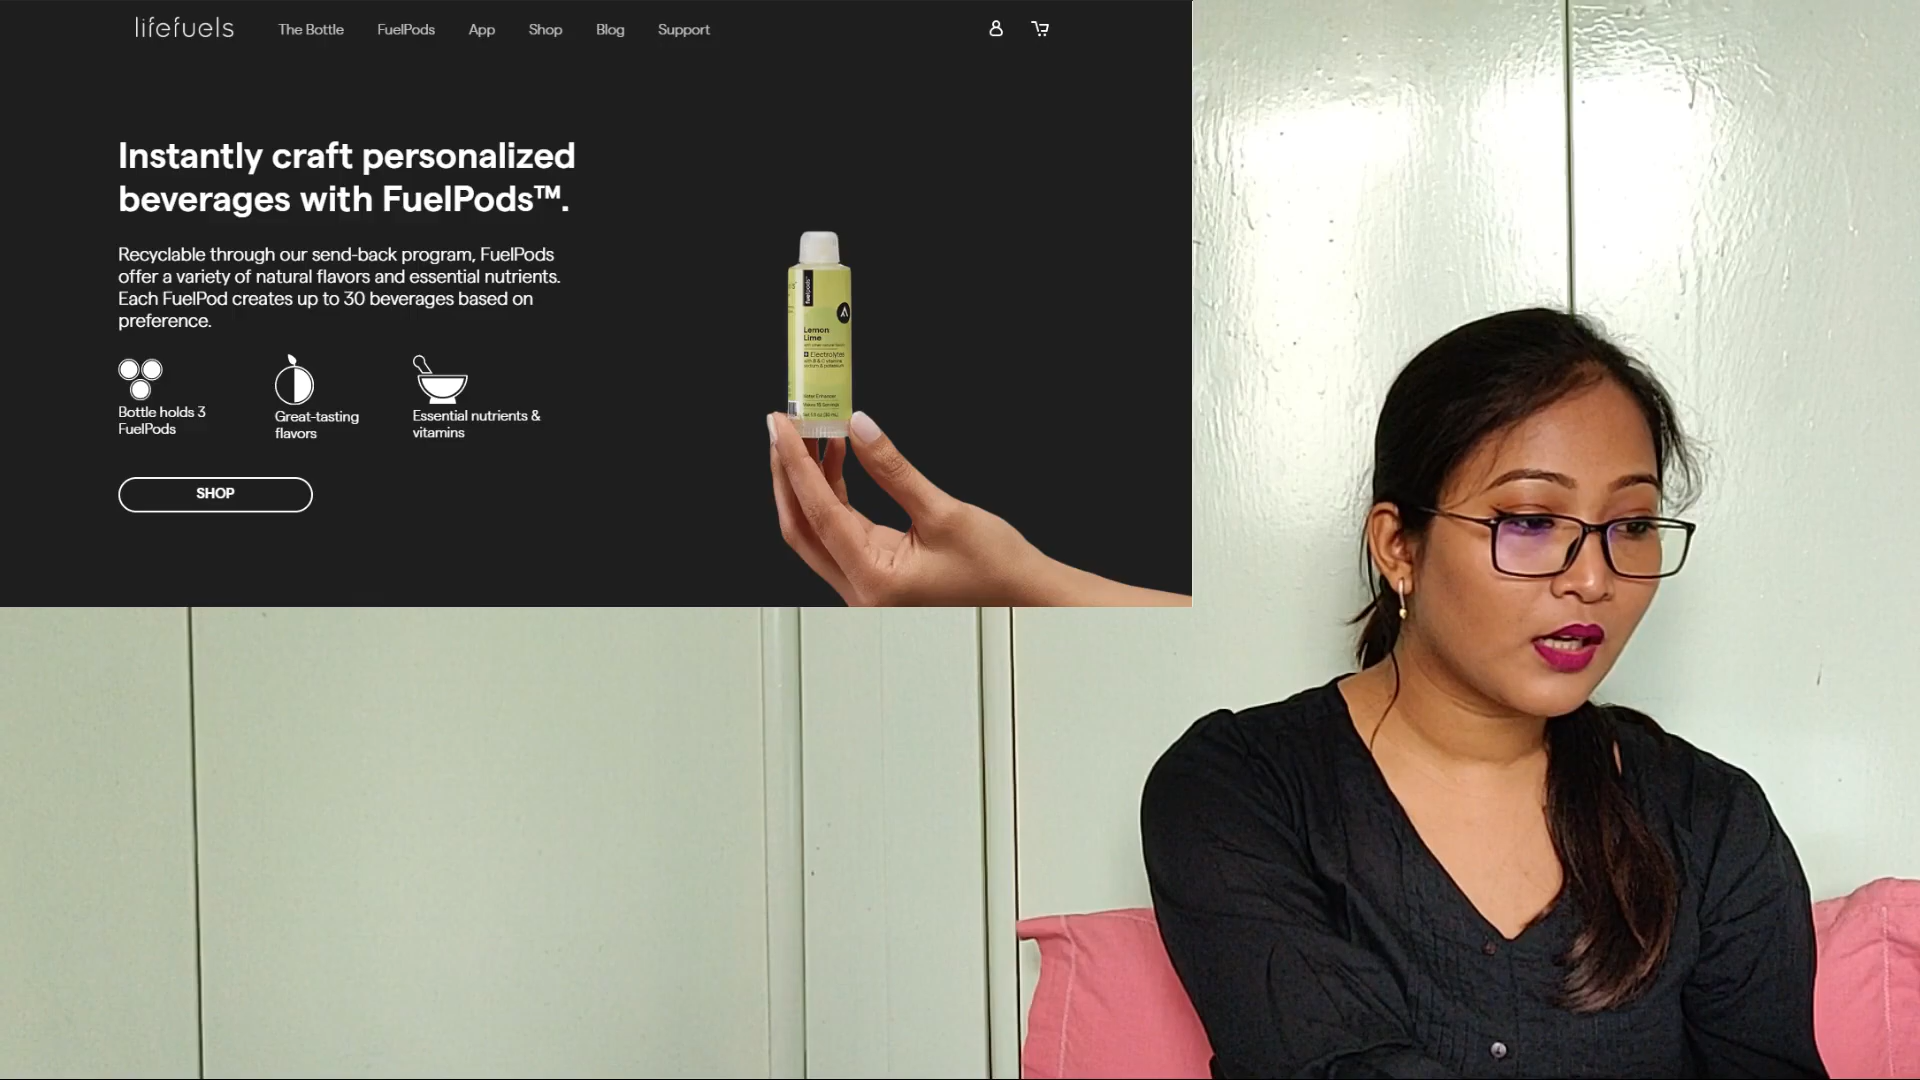 lifefuels
The Bottle
FuelPods
App
Shop
Blog
Support
Instantly craft personalized
beverages with FuelPods™.
Recyclable through our send-back program, FuelPods
offer a variety of natural flavors and essential nutrients.
Each FuelPod creates up to 30 beverages based on
preference.
Bottle holds 3
FuelPods
Great-tasting
flavors
Essential nutrients &
vitamins
SHOP
fuelpods
Lemon
Lime
Electrolytes